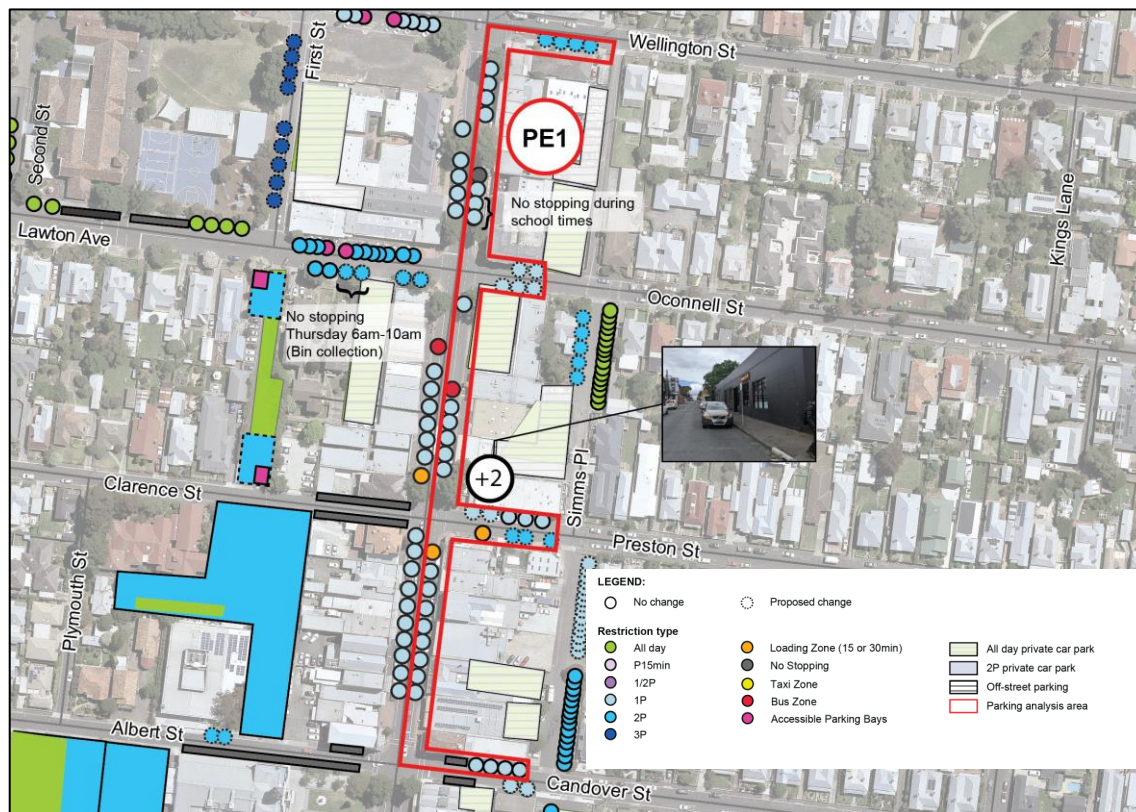 Wellington St
First St
Second St
PE1
Kings Lane
No stopping during
school times
Lawton Ave
Oconnell St
No stopping
Thursday 6am-10am
(Bin collection)
+2
Simms Pl
Clarence St
Preston St
Plymouth St
Albert St
Candover St
LEGEND:
No change
Proposed change
Restriction type
All day
P15min
1/2P
1P
2P
3P
Loading Zone (15 or 30min)
No Stopping
Taxi Zone
Bus Zone
Accessible Parking Bays
All day private car park
2P private car park
Off-street parking
Parking analysis area